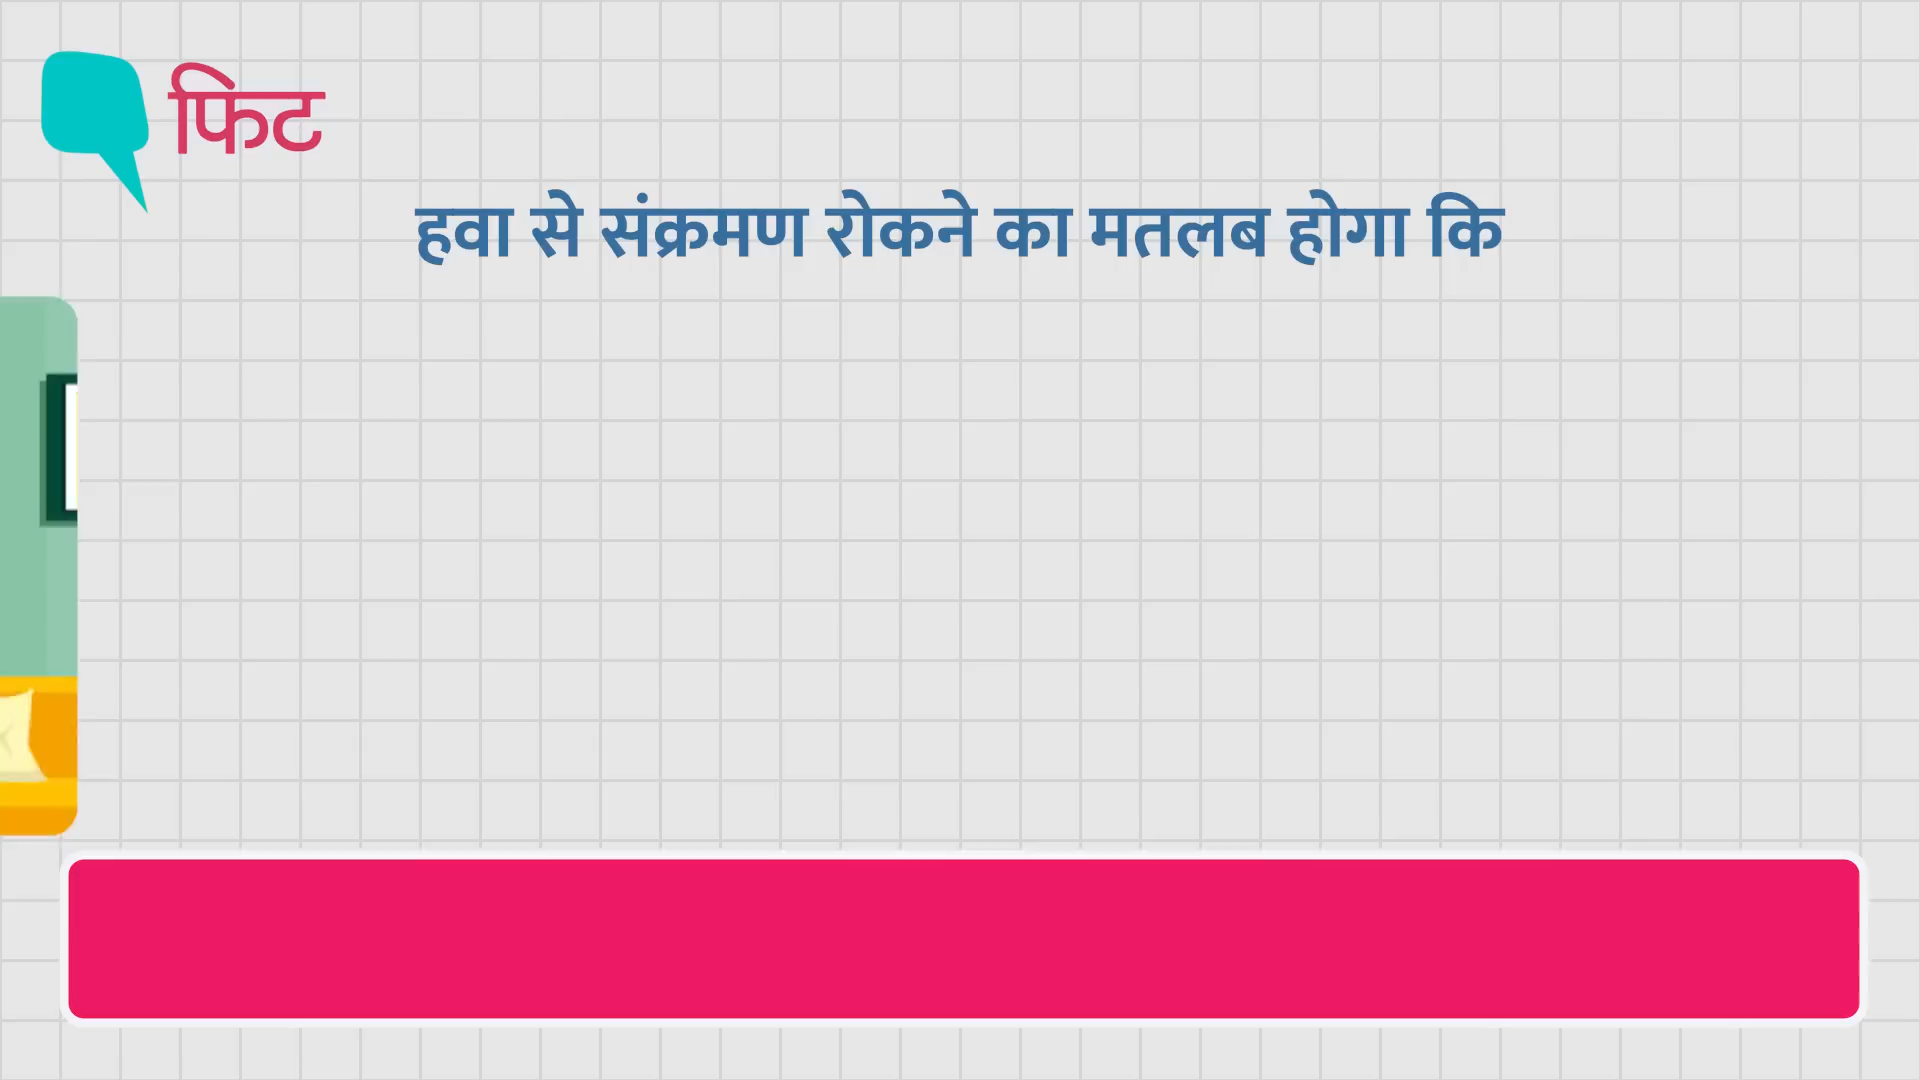 फिट
हवा से संक्रमण रोकने का मतलब होगा कि